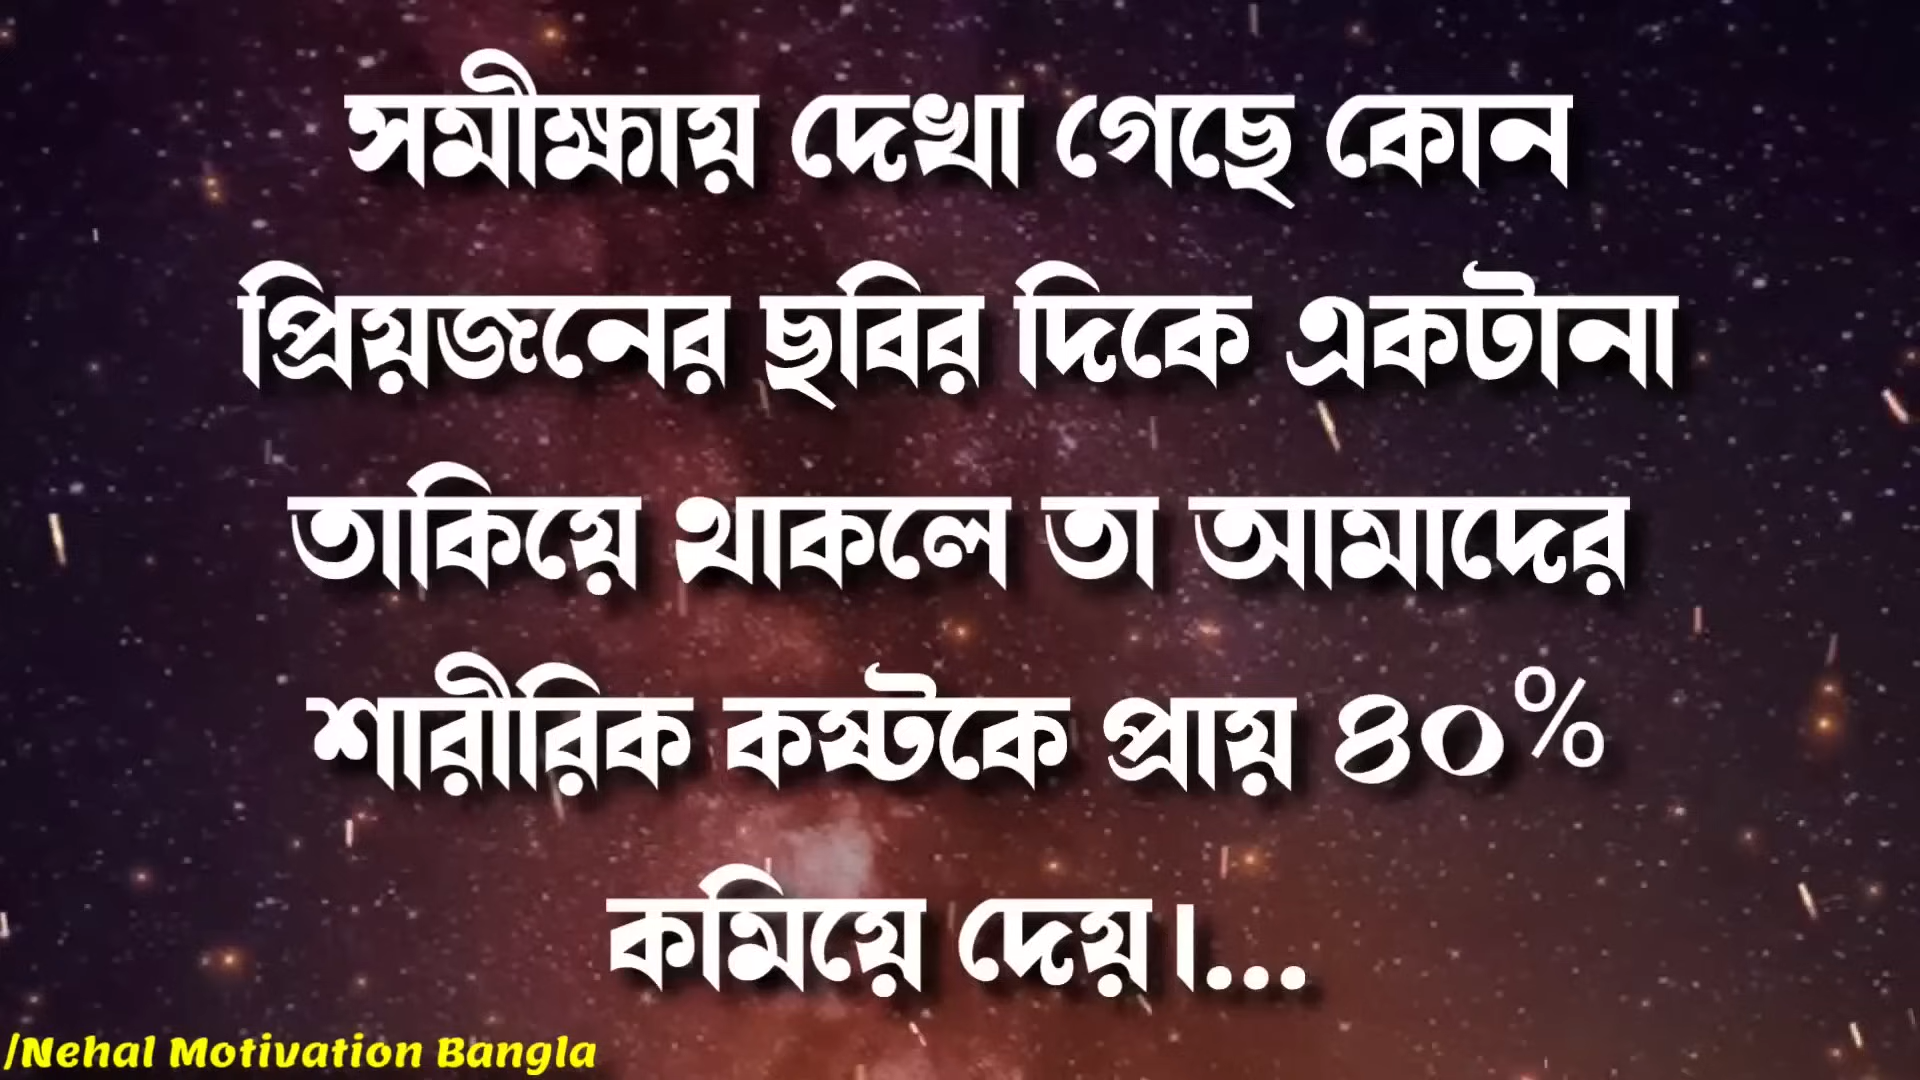 সমীক্ষায় দেখা গেছে কোন
প্রিয়জনের ছবির দিকে একটানা
তাকিয়ে থাকলে তা আমাদের
শারীরিক কষ্টকে প্রায় ৪০%
কমিয়ে দেয়।...
/Nehal Motivation Bangla